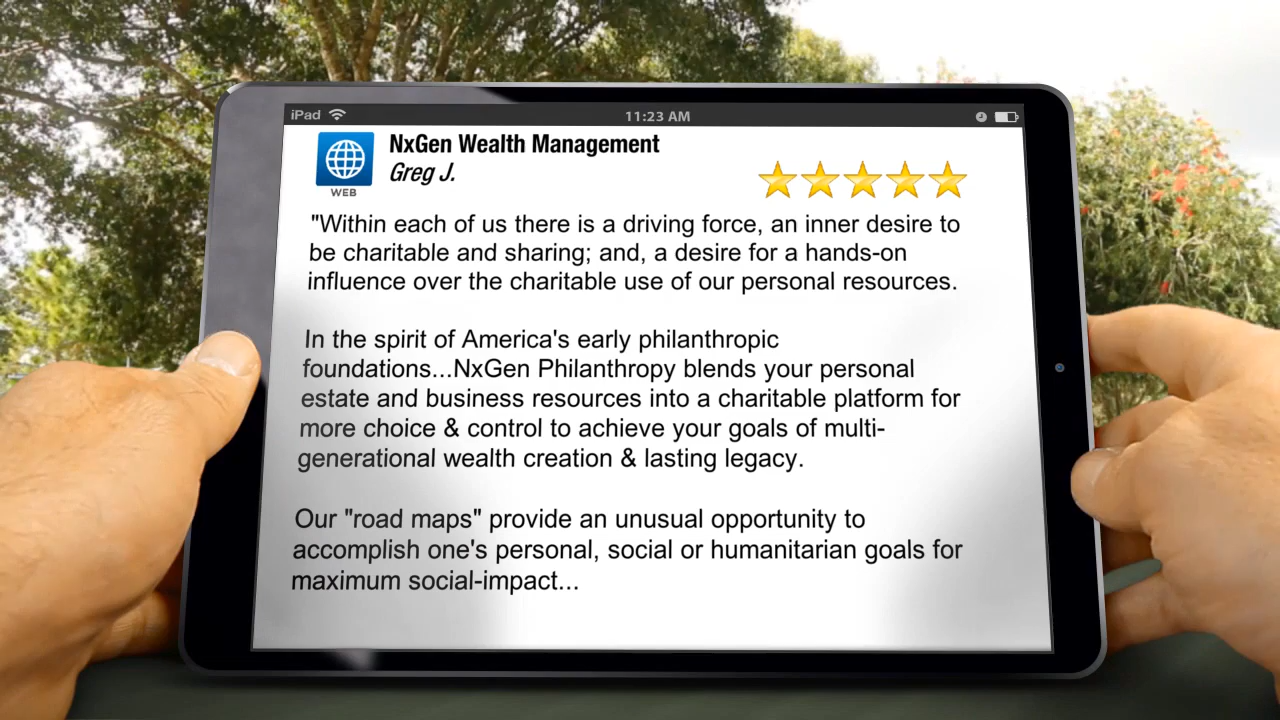 iPad
11:23 AM
NxGen Wealth Management
Greg J.
WEB
"Within each of us there is a driving force, an inner desire to
be charitable and sharing; and, a desire for a hands-on
influence over the charitable use of our personal resources.
In the spirit of America's early philanthropic
foundations...NxGen Philanthropy blends your personal
estate and business resources into a charitable platform for
more choice & control to achieve your goals of multi-
generational wealth creation & lasting legacy.
Our "road maps" provide an unusual opportunity to
accomplish one's personal, social or humanitarian goals for
maximum social-impact...